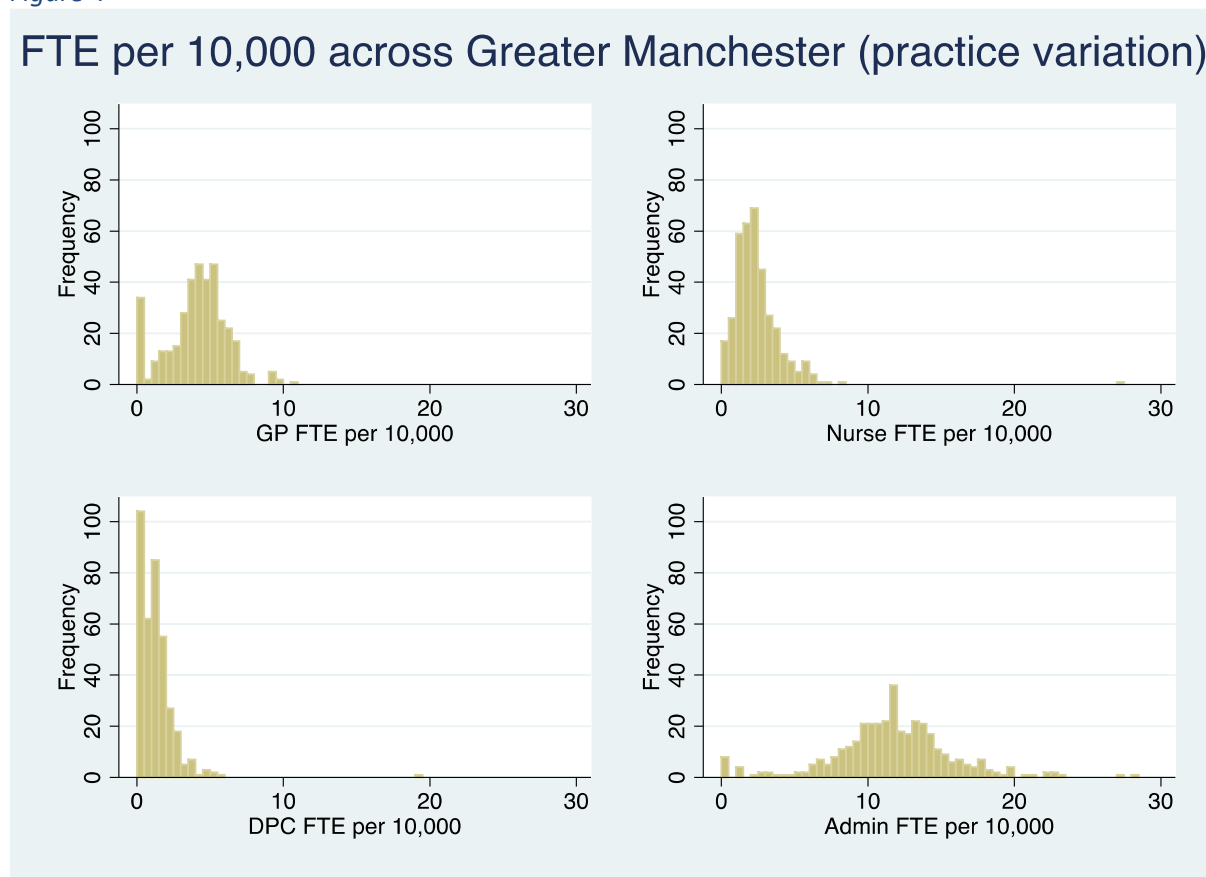 FTE per 10,000 across Greater Manchester (practice variation)
Frequency
100
80
60
40
20
0
0 10 20 30
GP FTE per 10,000
Frequency
100
80
60
40
20
0
0 10 20 30
Nurse FTE per 10,000
Frequency
100
80
60
40
20
0
0 10 20 30
DPC FTE per 10,000
Frequency
100
80
60
40
20
0
0 10 20 30
Admin FTE per 10,000